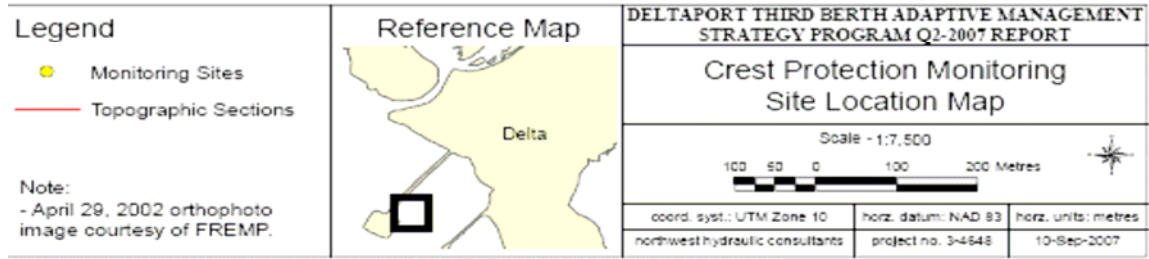 Legend
Monitoring Sites
Topographic Sections
Note:
- April 29, 2002 orthophoto
image courtesy of FREMP.
Reference Map
Delta
DELTAPORT THIRD BERTH ADAPTIVE MANAGEMENT
STRATEGY PROGRAM Q2-2007 REPORT
Crest Protection Monitoring
Site Location Map
Scale - 1:7,500
100 50 0 100 200 Metres
coord. syst.: UTM Zone 10
horz. datum: NAD 83
horz. units: metres
northwest hydraulic consultants
project no. 3-4648
10-Sep-2007